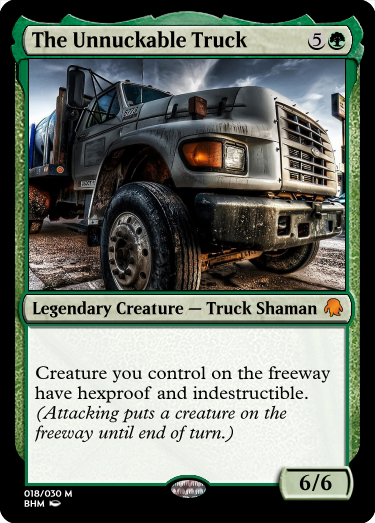 The Unnuckable Truck 5
Legendary Creature — Truck Shaman
Creature you control on the freeway
have hexproof and indestructible.
(Attacking puts a creature on the
freeway until end of turn.)
6/6
018/030 M
BHM